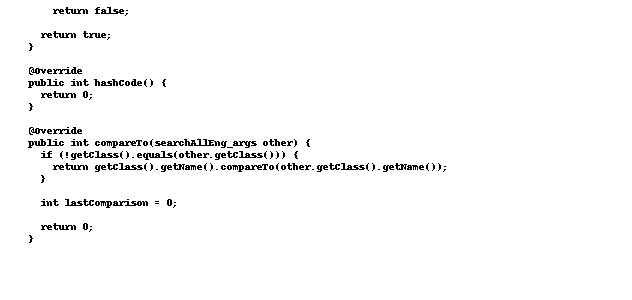 return false;
return true;
}
@Override
public int hashCode() {
return 0;
}
@Override
public int compareTo(searchAllEng_args other) {
if (!getClass().equals(other.getClass())) {
return getClass().getName().compareTo(other.getClass().getName());
}
int lastComparison = 0;
return 0;
}